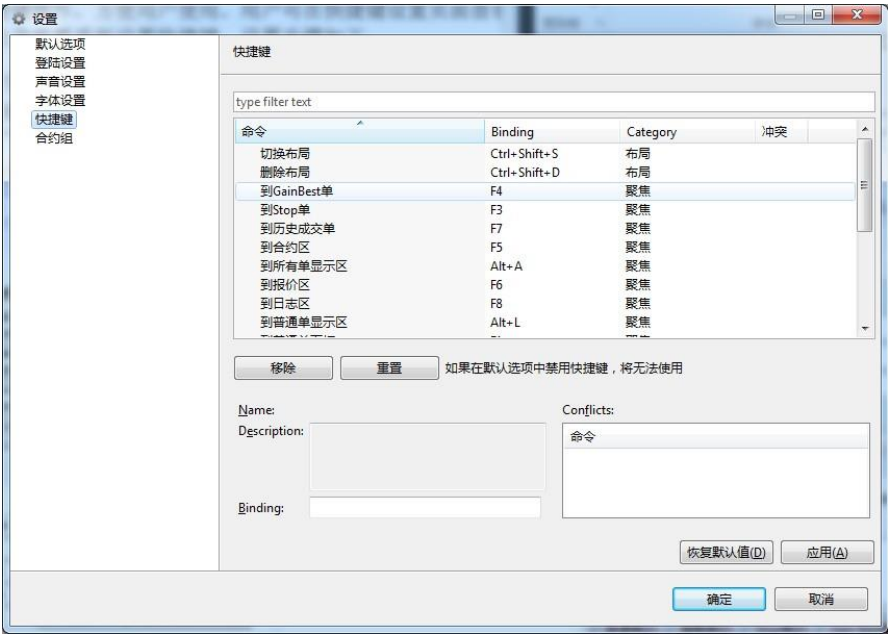 设置
默认选项
登陆设置
声音设置
字体设置
快捷键
合约组
快捷键
type filter text
命令 Binding Category 冲突
切换布局 Ctrl+Shift+S 布局
删除布局 Ctrl+Shift+D 布局
到GainBest单 F4 聚焦
到Stop单 F3 聚焦
到历史成交单 F7 聚焦
到合约区 F5 聚焦
到所有单显示区 Alt+A 聚焦
到报价区 F6 聚焦
到日志区 F8 聚焦
到普通单显示区 Alt+L 聚焦
移除 重置 如果在默认选项中禁用快捷键，将无法使用
Name: Conflicts:
Description: 命令
Binding:
恢复默认值(D) 应用(A)
确定 取消